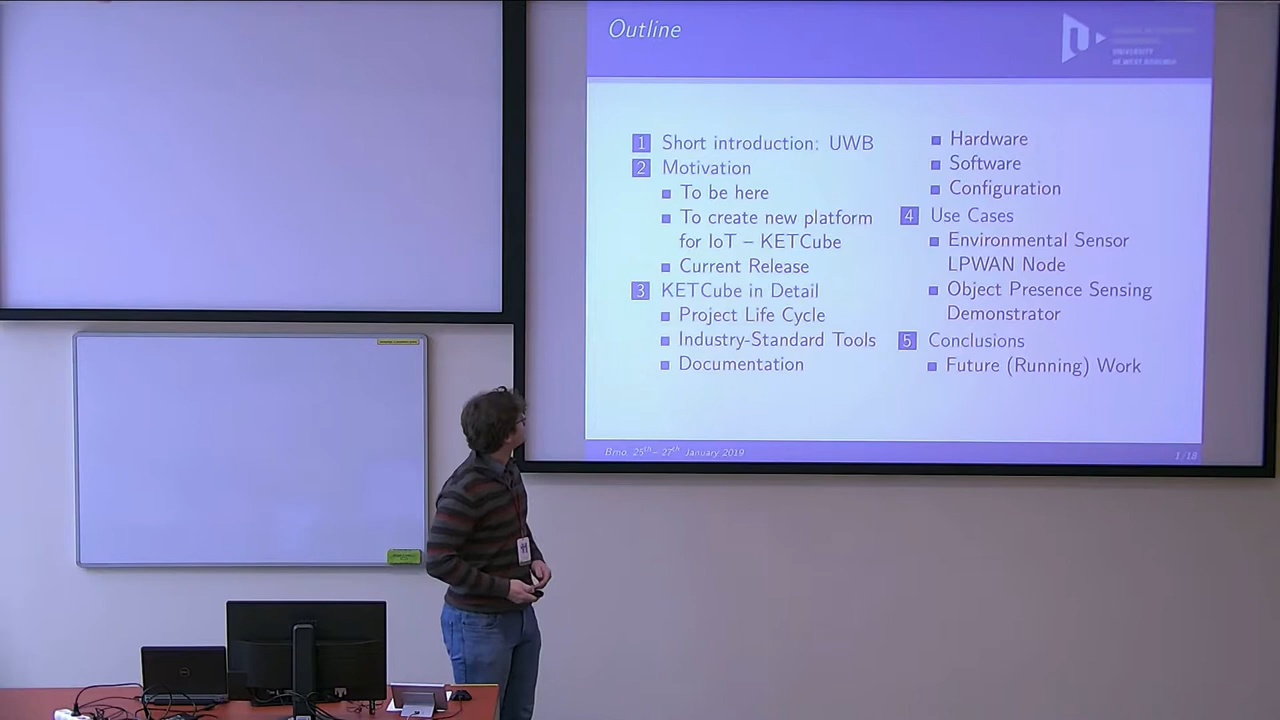 Outline
UNIVERSITY
OF WEST BOHEMIA
1 Short introduction: UWB
2 Motivation
To be here
To create new platform
for IoT – KETCube
Current Release
3 KETCube in Detail
Project Life Cycle
Industry-Standard Tools
Documentation
Hardware
Software
Configuration
4 Use Cases
Environmental Sensor
LPWAN Node
Object Presence Sensing
Demonstrator
5 Conclusions
Future (Running) Work
Brno, 25th – 27th January 2019
1/18
DELL